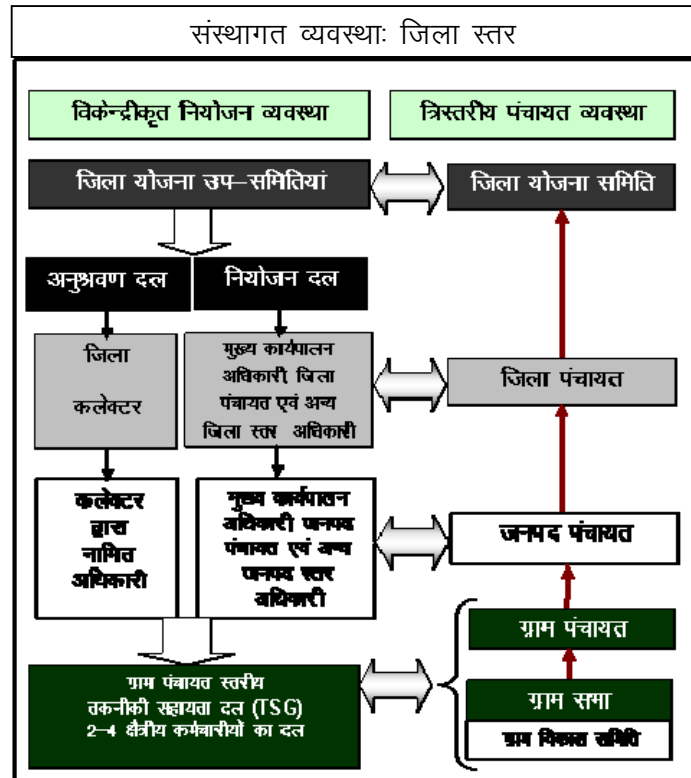 संस्थागत व्यवस्थाः जिला स्तर
विकेन्द्रीकृत नियोजन व्यवस्था
त्रिस्तरीय पंचायत व्यवस्था
जिला योजना उप–समितियां
जिला योजना समिति
अनुश्रवण दल
नियोजन दल
जिला
कलेक्टर
मुख्य कार्यपालन
अधिकारी, जिला
पंचायत एवं अन्य
जिला स्तर अधिकारी
जिला पंचायत
कलेक्टर
द्वारा
नामित
अधिकारी
मुख्य कार्यपालन
अधिकारी जनपद
पंचायत एवं अन्य
जनपद स्तर
अधिकारी
जनपद पंचायत
ग्राम पंचायत
ग्राम पंचायत स्तरीय
तकनीकी सहायता दल (TSG)
2–4 क्षैत्रीय कर्मचारीयों का दल
ग्राम सभा
ग्राम विकास समिति